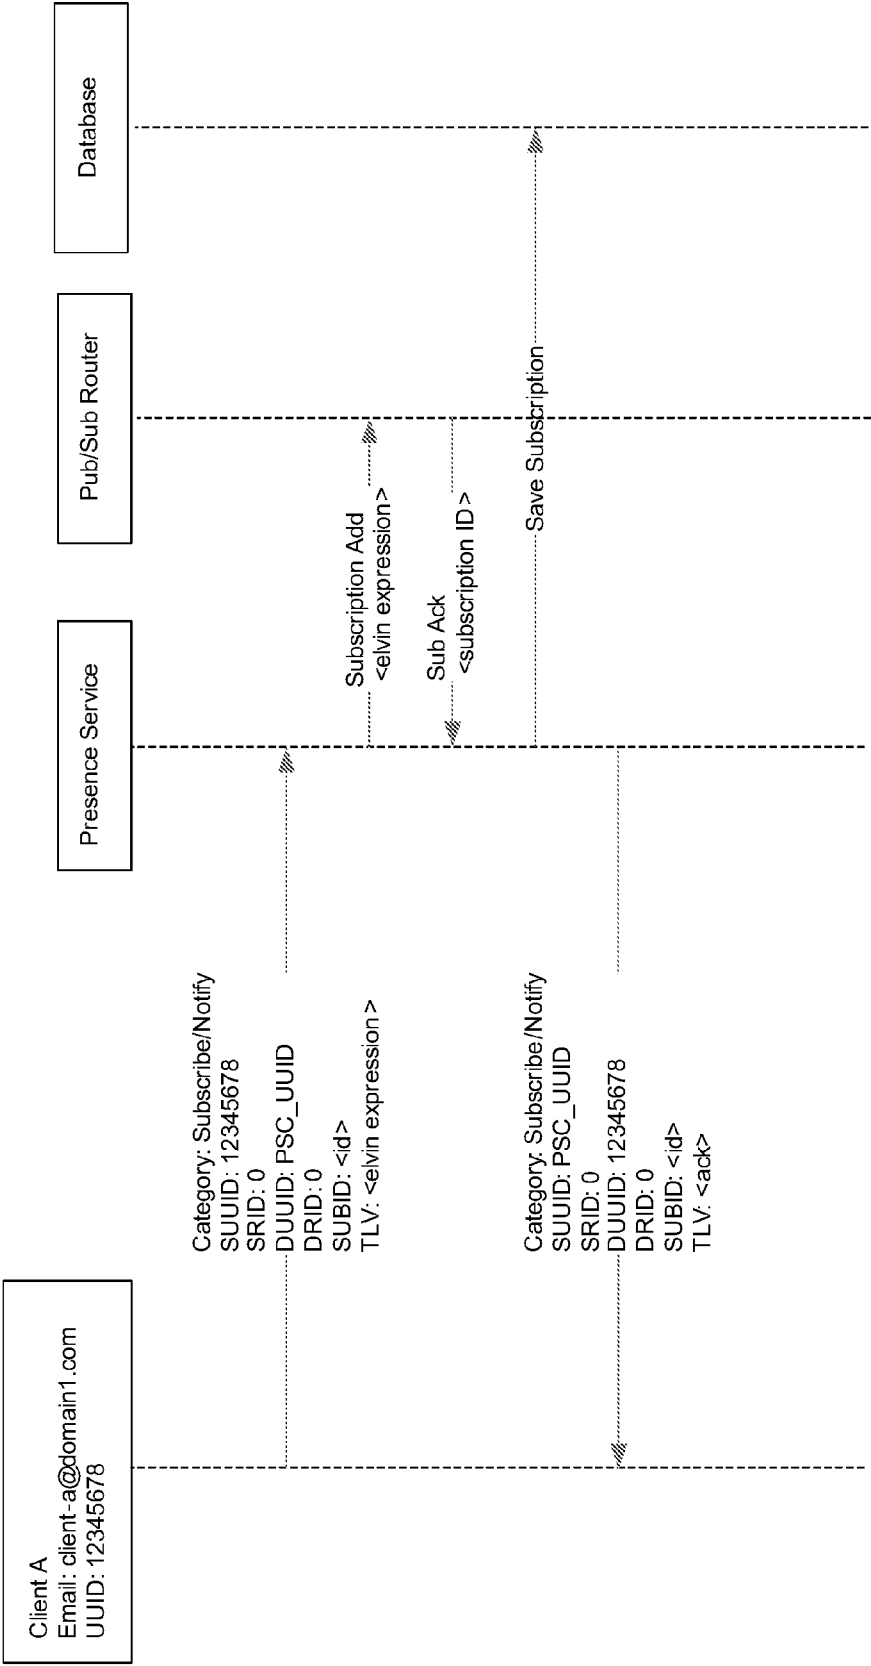 Client A
Email: client-a@domain1.com
UUID: 12345678
Presence Service
Pub/Sub Router
Database
Category: Subscribe/Notify
SUUID: 12345678
SRID: 0
DUUID: PSC_UUID
DRID: 0
SUBID: <id>
TLV: <elvin expression>
Subscription Add
<elvin expression>
Sub Ack
<subscription ID>
Save Subscription
Category: Subscribe/Notify
SUUID: PSC_UUID
SRID: 0
DUUID: 12345678
DRID: 0
SUBID: <id>
TLV: <ack>